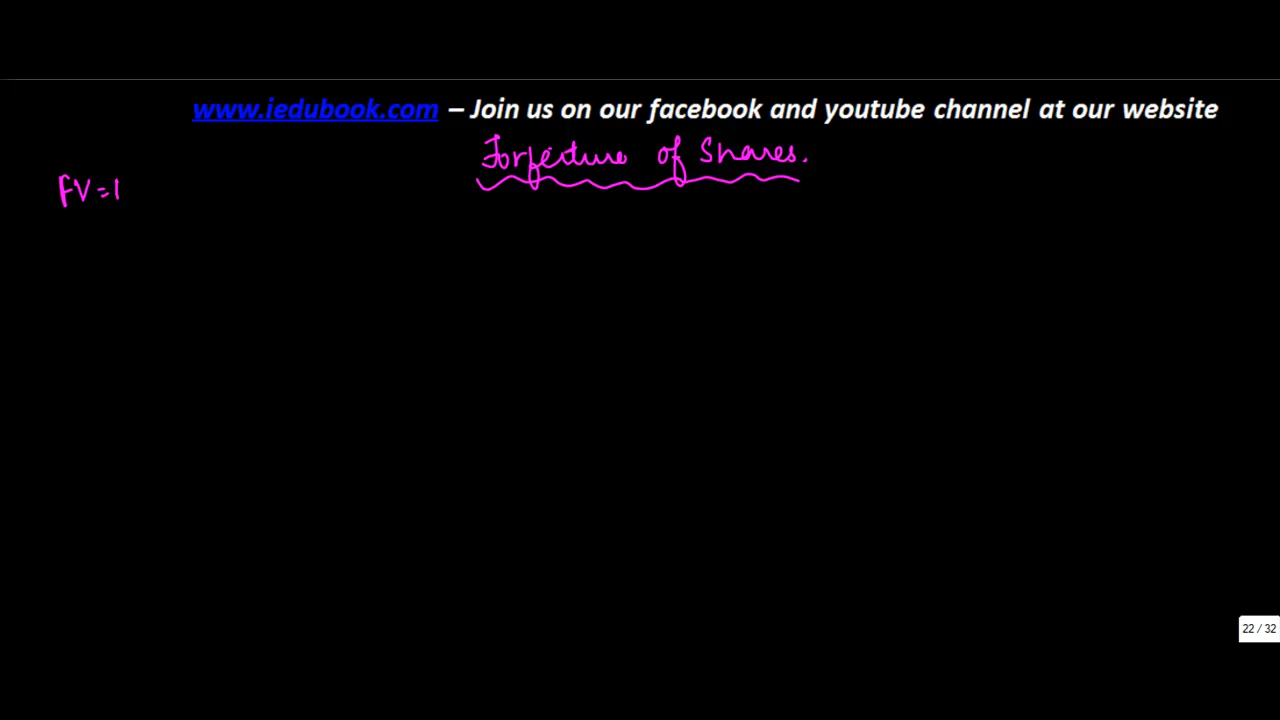 www.iedubook.com – Join us on our facebook and youtube channel at our website
Forfeiture of Shares.
FV=1
22 / 32